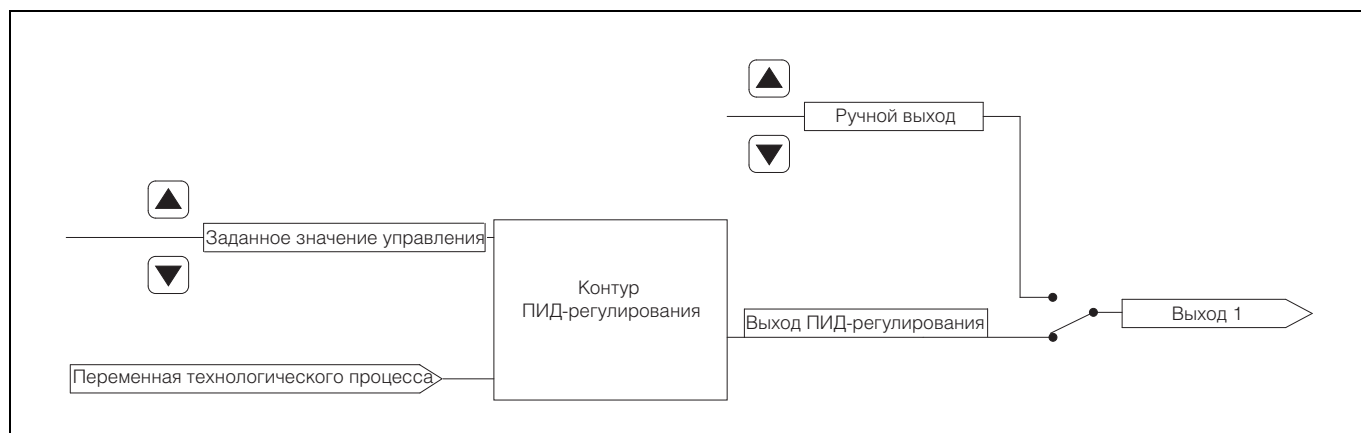 Ручной выход
Заданное значение управления
Контур
ПИД-регулирования
Выход ПИД-регулирования
Выход 1
Переменная технологического процесса